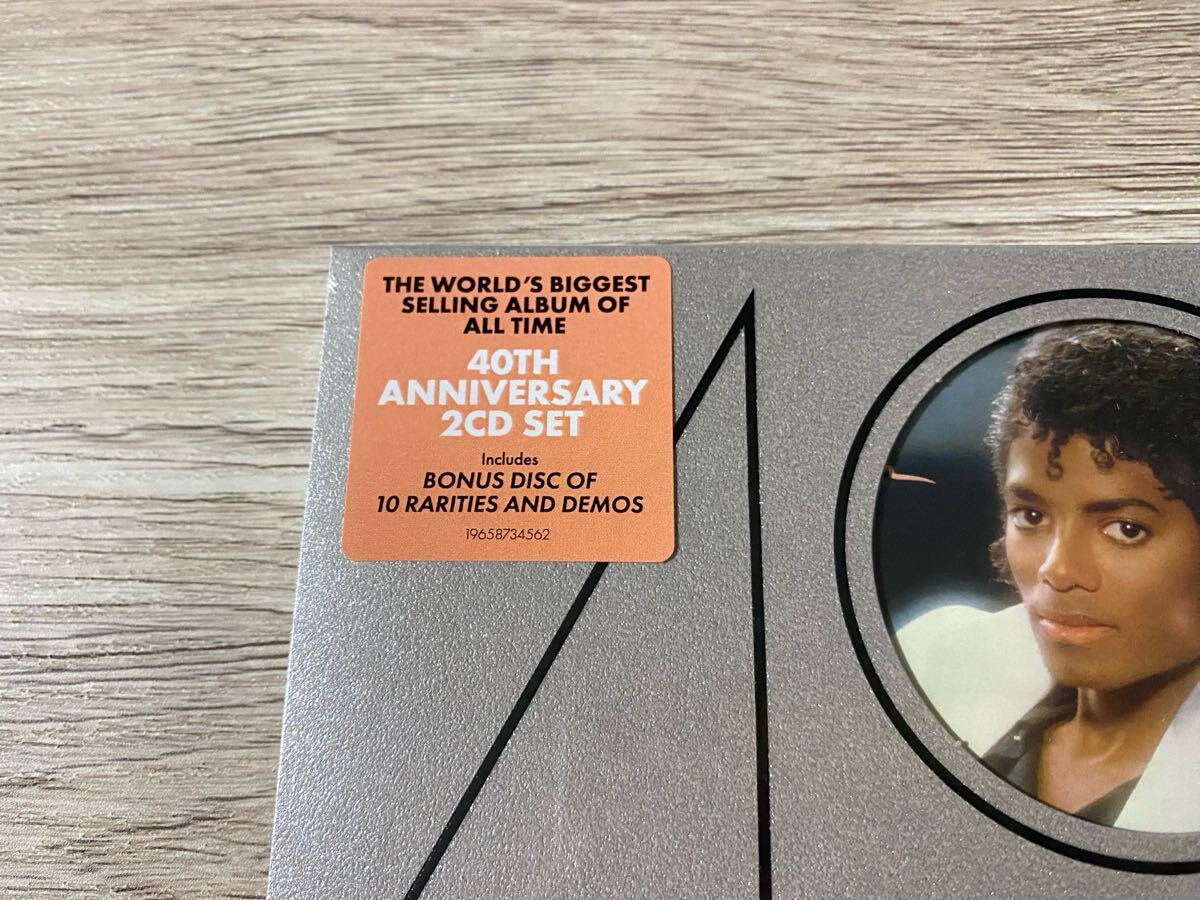 THE WORLD'S BIGGEST
SELLING ALBUM OF
ALL TIME
40TH
ANNIVERSARY
2CD SET
Includes
BONUS DISC OF
10 RARITIES AND DEMOS
19658734562
40